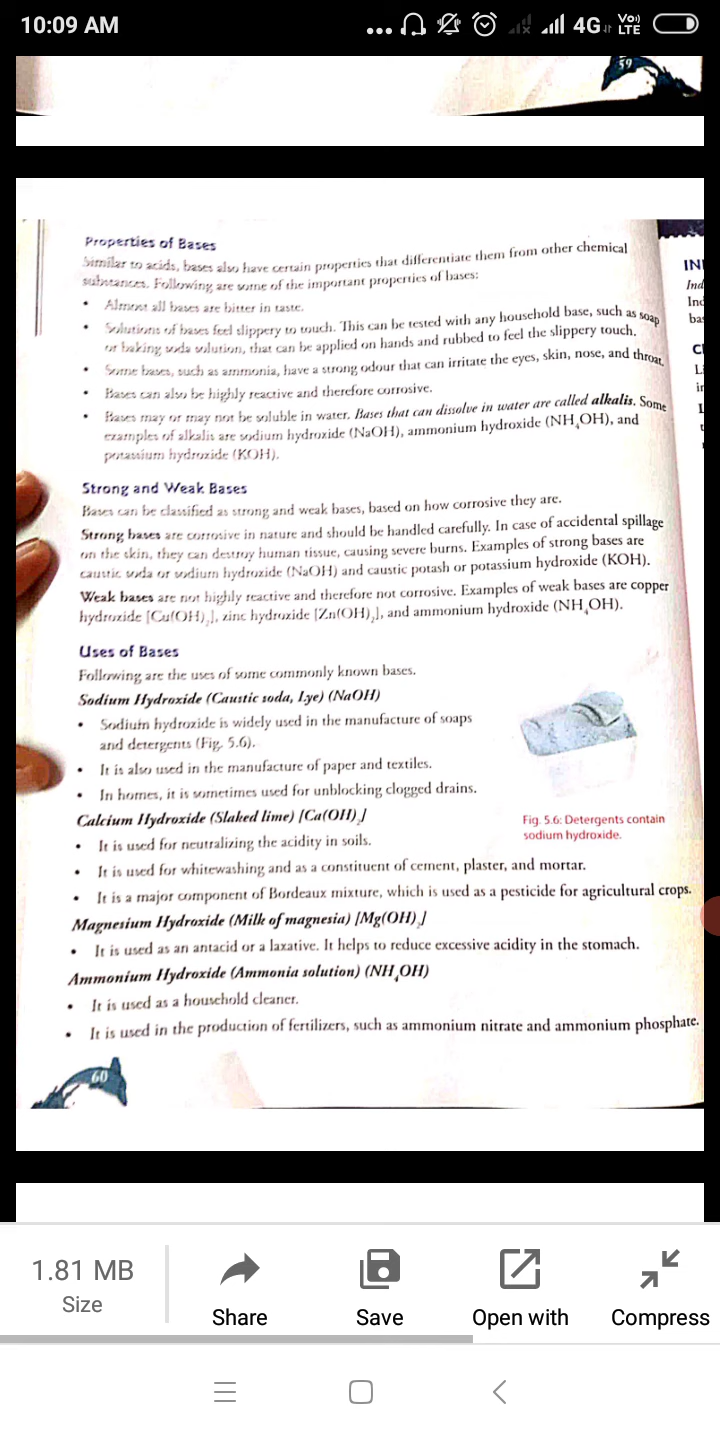 10:09 AM
4G Vo) LTE
59
Properties of Bases
Similar to acids, bases also have certain properties that differentiate them from other chemical
substances. Following are some of the important properties of bases:
• Almost all bases are bitter in taste.
• Solutions of bases feel slippery to touch. This can be tested with any household base, such as soap
or baking soda solution, that can be applied on hands and rubbed to feel the slippery touch.
• Some bases, such as ammonia, have a strong odour that can irritate the eyes, skin, nose, and throat.
• Bases can also be highly reactive and therefore corrosive.
• Bases may or may not be soluble in water. Bases that can dissolve in water are called alkalis. Some
examples of alkalis are sodium hydroxide (NaOH), ammonium hydroxide (NH₄OH), and
potassium hydroxide (KOH).
Strong and Weak Bases
Bases can be classified as strong and weak bases, based on how corrosive they are.
Strong bases are corrosive in nature and should be handled carefully. In case of accidental spillage
on the skin, they can destroy human tissue, causing severe burns. Examples of strong bases are
caustic soda or sodium hydroxide (NaOH) and caustic potash or potassium hydroxide (KOH).
Weak bases are not highly reactive and therefore not corrosive. Examples of weak bases are copper
hydroxide [Cu(OH)₂], zinc hydroxide [Zn(OH)₂], and ammonium hydroxide (NH₄OH).
Uses of Bases
Following are the uses of some commonly known bases.
Sodium Hydroxide (Caustic soda, Lye) (NaOH)
• Sodium hydroxide is widely used in the manufacture of soaps
and detergents (Fig. 5.6).
• It is also used in the manufacture of paper and textiles.
• In homes, it is sometimes used for unblocking clogged drains.
Calcium Hydroxide (Slaked lime) [Ca(OH)₂]
Fig. 5.6: Detergents contain
sodium hydroxide.
• It is used for neutralizing the acidity in soils.
• It is used for whitewashing and as a constituent of cement, plaster, and mortar.
• It is a major component of Bordeaux mixture, which is used as a pesticide for agricultural crops.
Magnesium Hydroxide (Milk of magnesia) [Mg(OH)₂]
• It is used as an antacid or a laxative. It helps to reduce excessive acidity in the stomach.
Ammonium Hydroxide (Ammonia solution) (NH₄OH)
• It is used as a household cleaner.
• It is used in the production of fertilizers, such as ammonium nitrate and ammonium phosphate.
60
1.81 MB
Size
Share
Save
Open with
Compress